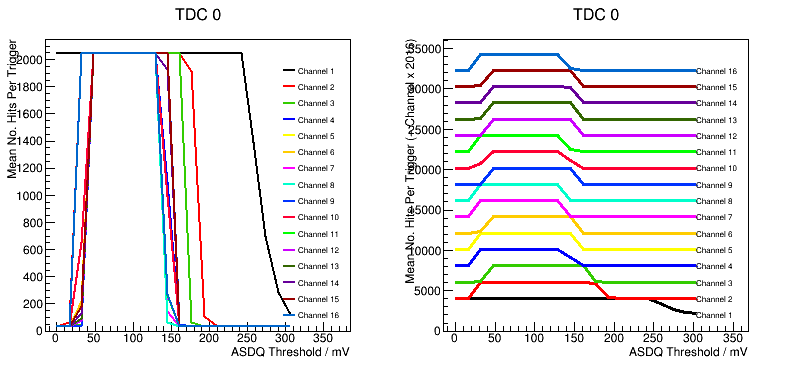 TDC 0
Mean No. Hits Per Trigger
2000
1800
1600
1400
1200
1000
800
600
400
200
0
0 50 100 150 200 250 300 350
ASDQ Threshold / mV
Channel 1
Channel 2
Channel 3
Channel 4
Channel 5
Channel 6
Channel 7
Channel 8
Channel 9
Channel 10
Channel 11
Channel 12
Channel 13
Channel 14
Channel 15
Channel 16
TDC 0
Mean No. Hits Per Trigger (+ Channel x 2016)
35000
30000
25000
20000
15000
10000
5000
0
0 50 100 150 200 250 300 350
ASDQ Threshold / mV
Channel 16
Channel 15
Channel 14
Channel 13
Channel 12
Channel 11
Channel 10
Channel 9
Channel 8
Channel 7
Channel 6
Channel 5
Channel 4
Channel 3
Channel 2
Channel 1